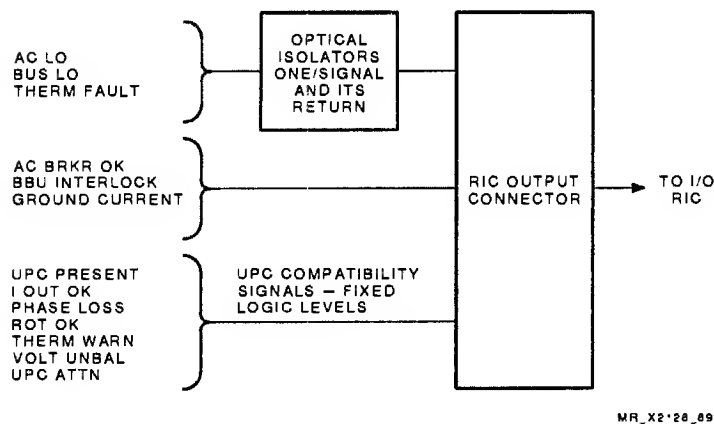 AC LO
BUS LO
THERM FAULT
OPTICAL
ISOLATORS
ONE/SIGNAL
AND ITS
RETURN
AC BRKR OK
BBU INTERLOCK
GROUND CURRENT
RIC OUTPUT
CONNECTOR
TO I/O
RIC
UPC PRESENT
I OUT OK
PHASE LOSS
ROT OK
THERM WARN
VOLT UNBAL
UPC ATTN
UPC COMPATIBILITY
SIGNALS – FIXED
LOGIC LEVELS
MR_X2*28_89